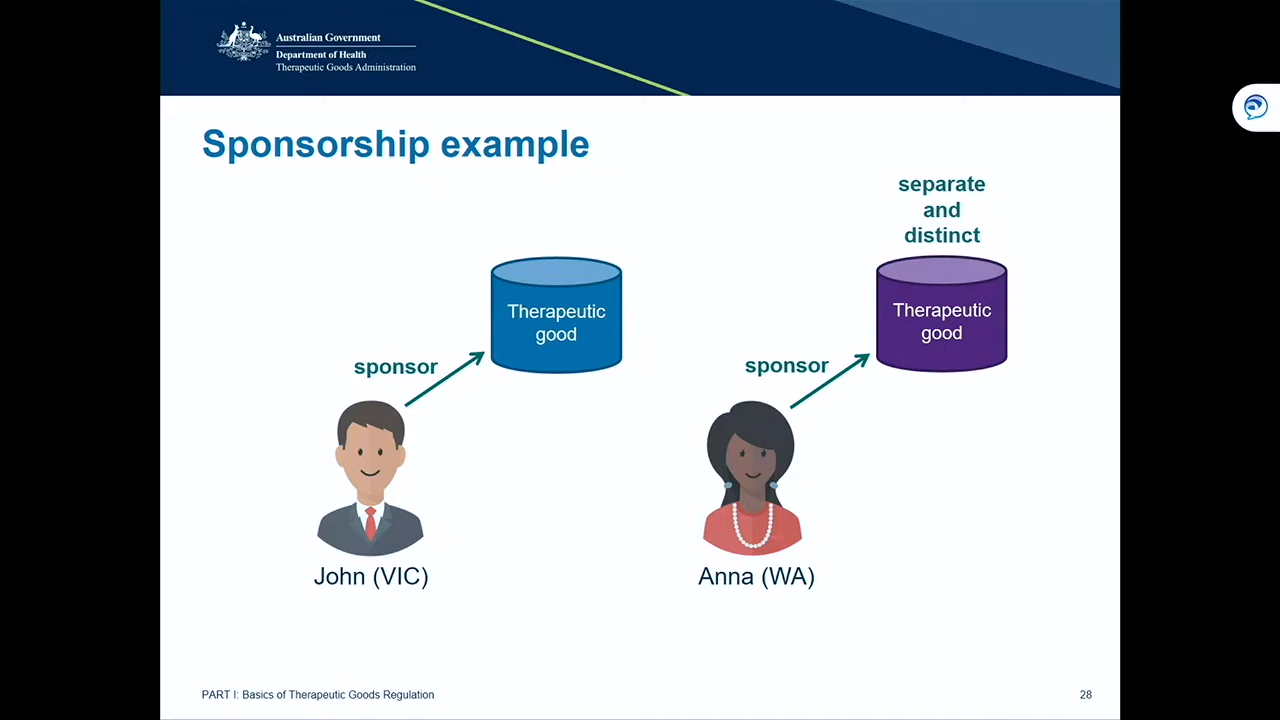 Australian Government
Department of Health
Therapeutic Goods Administration
Sponsorship example
separate
and
distinct
Therapeutic
good
Therapeutic
good
sponsor
sponsor
John (VIC)
Anna (WA)
PART I: Basics of Therapeutic Goods Regulation
28